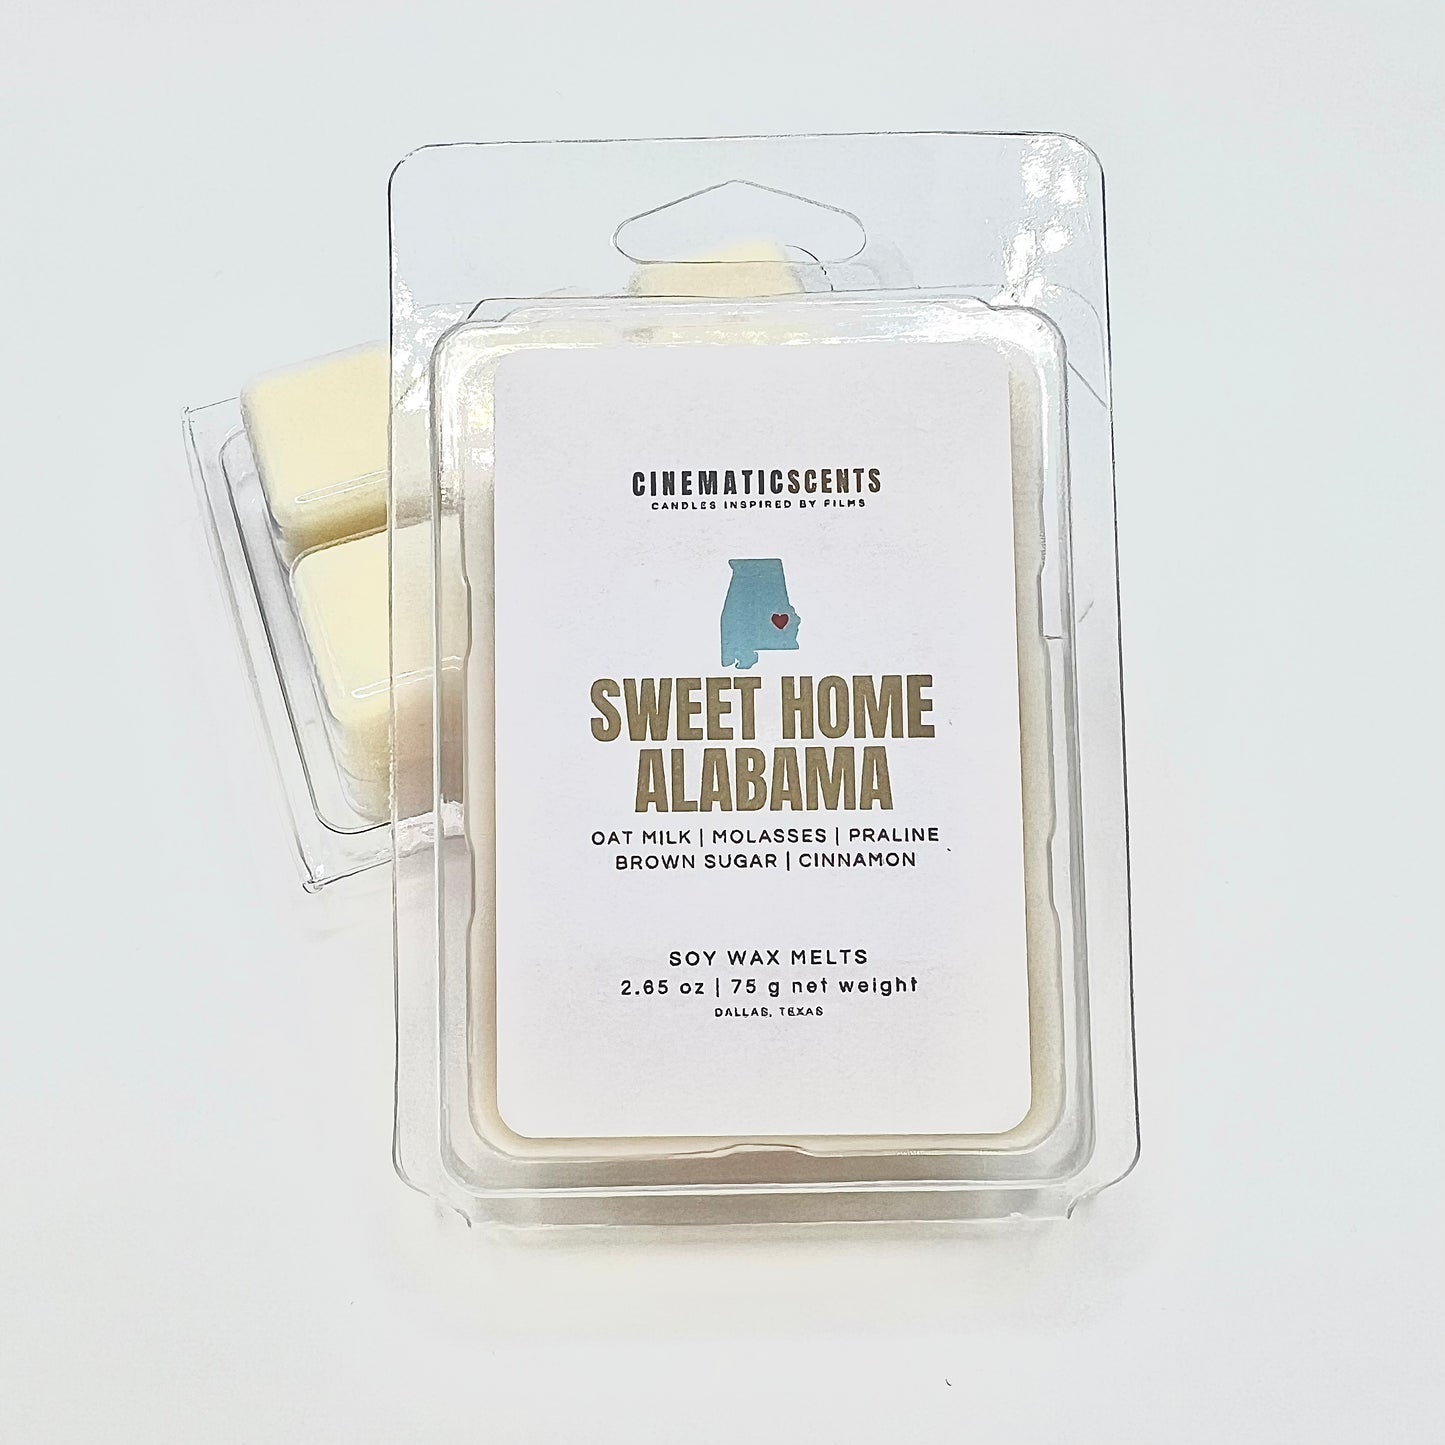 CINEMATICSCENTS
CANDLES INSPIRED BY FILMS
SWEET HOME
ALABAMA
OAT MILK | MOLASSES | PRALINE
BROWN SUGAR | CINNAMON
SOY WAX MELTS
2.65 oz | 75 g net weight
DALLAS, TEXAS